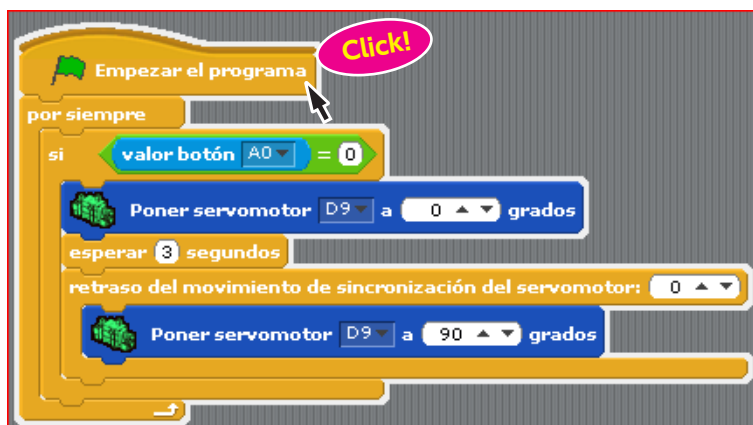 Click!
Empezar el programa
por siempre
si valor botón A0 = 0
Poner servomotor D9 a 0 grados
esperar 3 segundos
retraso del movimiento de sincronización del servomotor: 0
Poner servomotor D9 a 90 grados